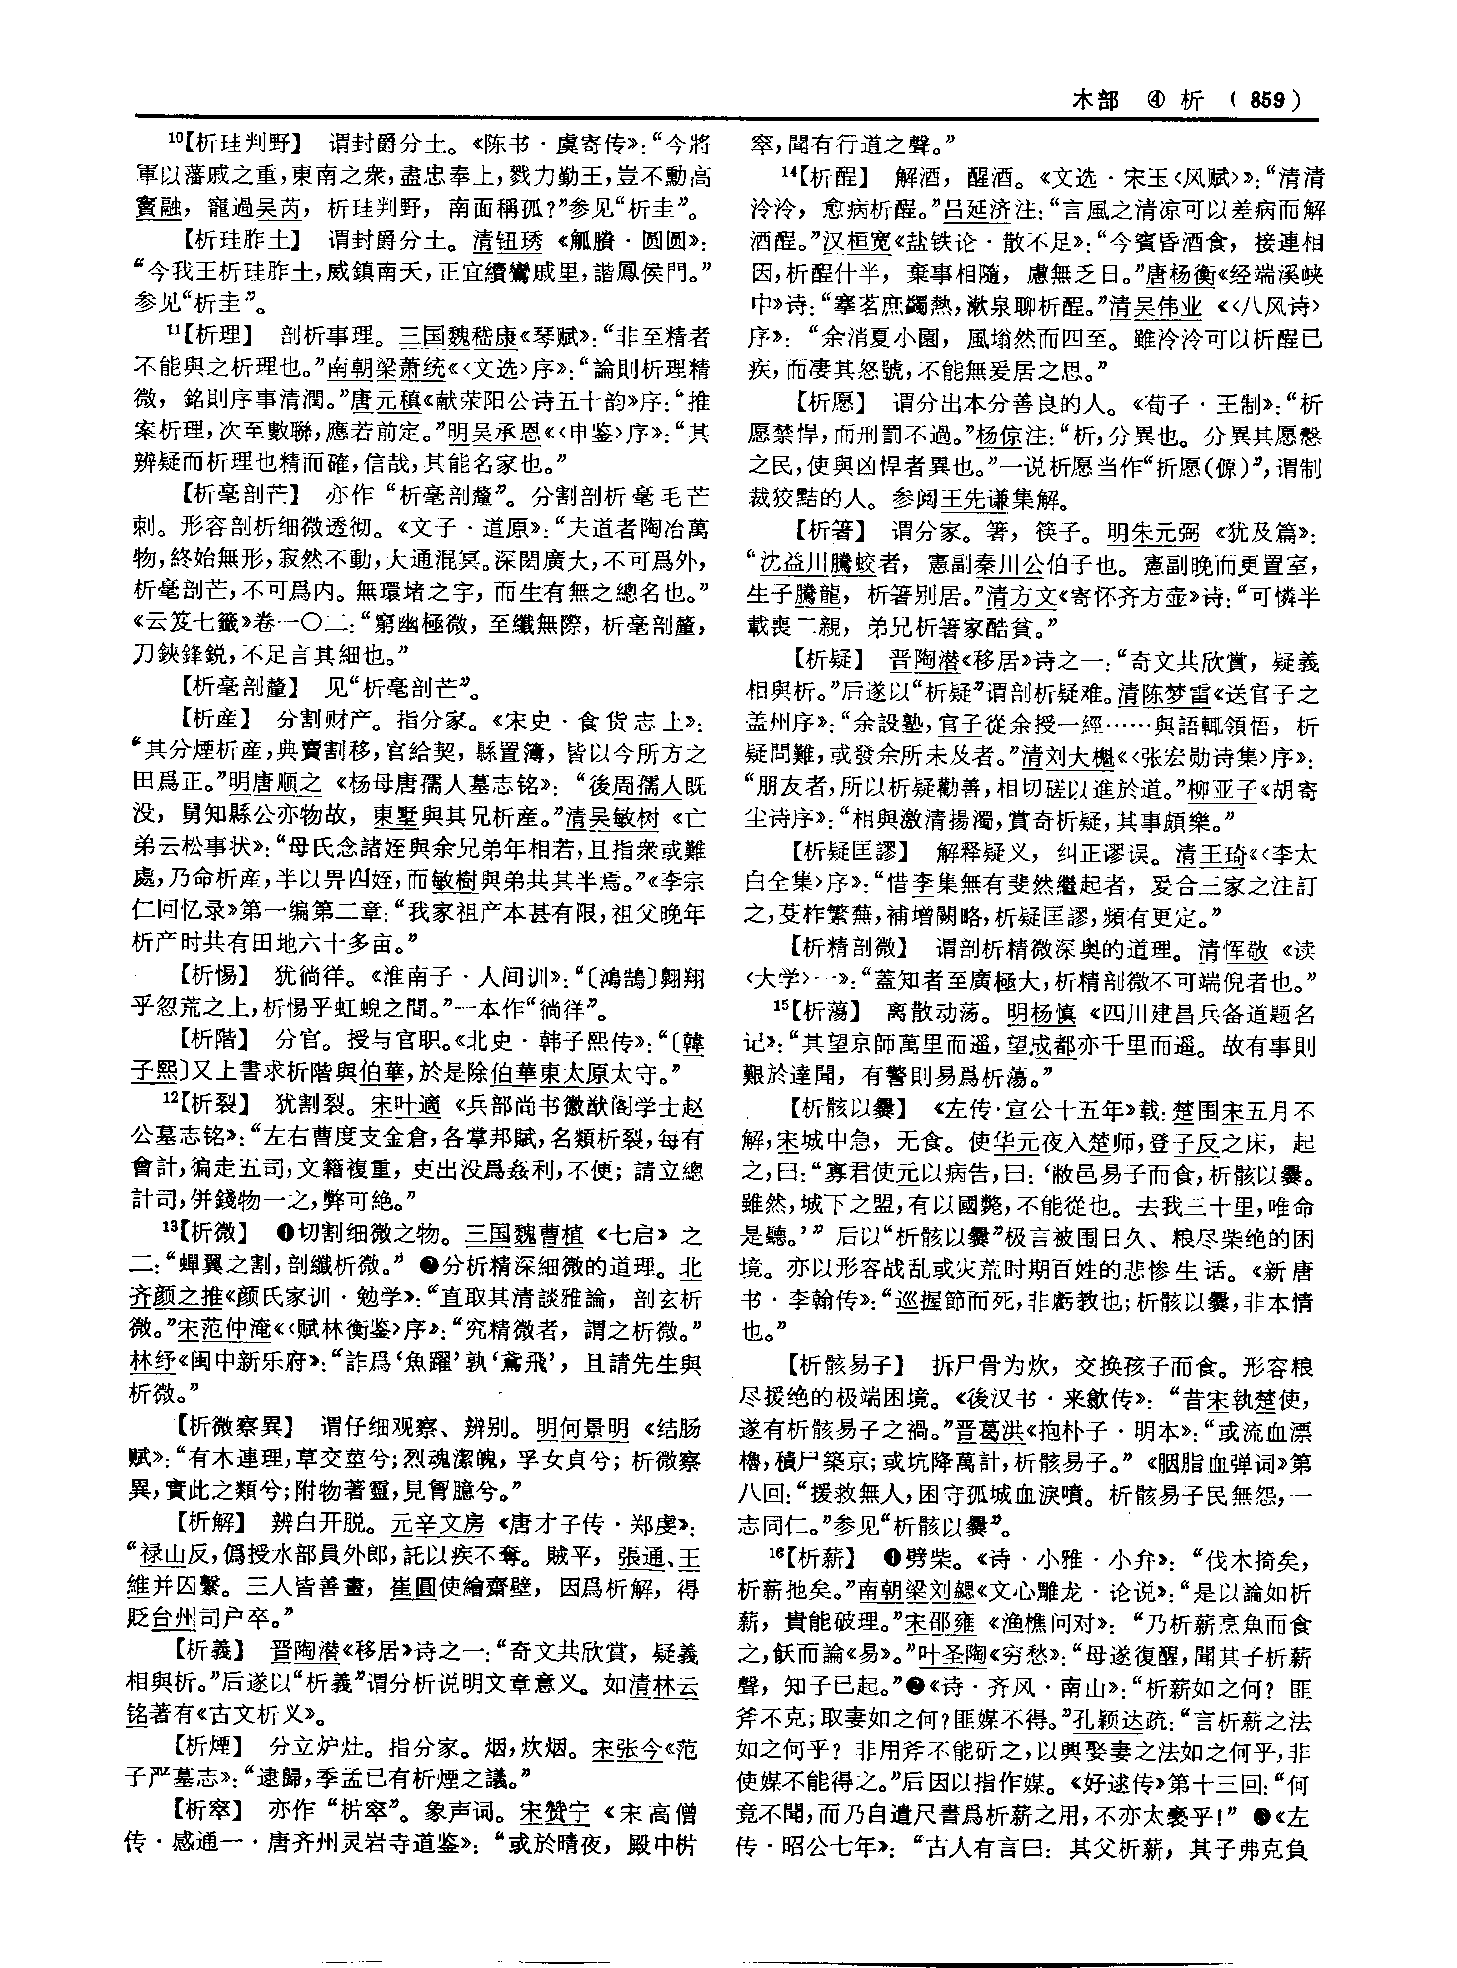 木部 ④ 析 (859)
¹⁰【析珪判野】 谓封爵分土。《陈书·虞寄传》:“今將
軍以藩戚之重,東南之衆,盡忠奉上,戮力勤王,豈不勳高
竇融,寵過吴芮,析珪判野,南面稱孤?”参见“析圭”。
【析珪胙土】 谓封爵分土。清钮琇《觚賸·圆圆》:
“今我王析珪胙土,威鎮南天,正宜續鸞戚里,諧鳳侯門。”
参见“析圭”。
¹¹【析理】 剖析事理。三国魏嵇康《琴赋》:“非至精者
不能與之析理也。”南朝梁萧统《〈文选〉序》:“論則析理精
微,銘則序事清潤。”唐元稹《献荥阳公诗五十韵》序:“推
案析理,次至數聯,應若前定。”明吴承恩《〈申鉴〉序》:“其
辨疑而析理也精而確,信哉,其能名家也。”
【析毫剖芒】 亦作“析毫剖釐”。分割剖析毫毛芒
刺。形容剖析细微透彻。《文子·道原》:“夫道者陶冶萬
物,終始無形,寂然不動,大通混冥。深閎廣大,不可爲外,
析毫剖芒,不可爲内。無環堵之宇,而生有無之總名也。”
《云笈七籤》卷一〇二:“窮幽極微,至纖無際,析毫剖釐,
刀鋏鋒鋭,不足言其細也。”
【析毫剖釐】 见“析毫剖芒”。
【析産】 分割财产。指分家。《宋史·食货志上》:
“其分煙析産,典賣割移,官給契,縣置簿,皆以今所方之
田爲正。”明唐顺之《杨母唐孺人墓志铭》:“後周孺人既
没,舅知縣公亦物故,東墅與其兄析産。”清吴敏树《亡
弟云松事状》:“母氏念諸姪與余兄弟年相若,且指衆或難
處,乃命析産,半以畀四姪,而敏樹與弟共其半焉。”《李宗
仁回忆录》第一编第二章:“我家祖产本甚有限,祖父晚年
析产时共有田地六十多亩。”
【析惕】 犹徜徉。《淮南子·人间训》:“〔鴻鵠〕翱翔
乎忽荒之上,析惕乎虹蜺之間。”一本作“徜徉”。
【析階】 分官。授与官职。《北史·韩子熙传》:“〔韓
子熙〕又上書求析階與伯華,於是除伯華東太原太守。”
¹²【析裂】 犹割裂。宋叶適《兵部尚书徽猷阁学士赵
公墓志铭》:“左右曹度支金倉,各掌邦賦,名類析裂,每有
會計,徧走五司,文籍複重,吏出没爲姦利,不便;請立總
計司,併錢物一之,弊可絶。”
¹³【析微】 ❶切割细微之物。三国魏曹植《七启》之
二:“蟬翼之割,剖纖析微。” ❷分析精深细微的道理。北
齐颜之推《颜氏家训·勉学》:“直取其清談雅論,剖玄析
微。”宋范仲淹《〈赋林衡鉴〉序》:“究精微者,謂之析微。”
林纾《闽中新乐府》:“詐爲‘魚躍’孰‘鳶飛’,且請先生與
析微。”
【析微察異】 谓仔细观察、辨别。明何景明《结肠
赋》:“有木連理,草交莖兮;烈魂潔魄,孚女貞兮;析微察
異,實此之類兮;附物著靈,見胷臆兮。”
【析解】 辨白开脱。元辛文房《唐才子传·郑虔》:
“禄山反,僞授水部員外郎,託以疾不奪。賊平,張通、王
維并囚繫。三人皆善畫,崔圓使繪齋壁,因爲析解,得
貶台州司户卒。”
【析義】 晋陶潜《移居》诗之一:“奇文共欣賞,疑義
相與析。”后遂以“析義”谓分析说明文章意义。如清林云
铭著有《古文析义》。
【析煙】 分立炉灶。指分家。烟,炊烟。宋张今《范
子严墓志》:“逮歸,季孟已有析煙之議。”
【析窣】 亦作“㭊窣”。象声词。宋赞宁《宋高僧
传·感通一·唐齐州灵岩寺道鉴》:“或於晴夜,殿中㭊
窣,聞有行道之聲。”
¹⁴【析酲】 解酒,醒酒。《文选·宋玉〈风赋〉》:“清清
泠泠,愈病析酲。”吕延济注:“言風之清凉可以差病而解
酒酲。”汉桓宽《盐铁论·散不足》:“今賓昏酒食,接連相
因,析酲什半,棄事相隨,慮無乏日。”唐杨衡《经端溪峡
中》诗:“搴茗庶蠲熱,漱泉聊析酲。”清吴伟业《〈八风诗〉
序》:“余消夏小園,風塕然而四至。雖泠泠可以析酲已
疾,而凄其怒號,不能無爰居之思。”
【析愿】 谓分出本分善良的人。《荀子·王制》:“析
愿禁悍,而刑罰不過。”杨倞注:“析,分異也。分異其愿慤
之民,使與凶悍者異也。”一说析愿当作“折愿(傆)”,谓制
裁狡黠的人。参阅王先谦集解。
【析箸】 谓分家。箸,筷子。明朱元弼《犹及篇》:
“沈益川騰蛟者,憲副秦川公伯子也。憲副晚而更置室,
生子騰龍,析箸别居。”清方文《寄怀齐方壶》诗:“可憐半
載喪二親,弟兄析箸家酷貧。”
【析疑】 晋陶潜《移居》诗之一:“奇文共欣賞,疑義
相與析。”后遂以“析疑”谓剖析疑难。清陈梦雷《送官子之
盖州序》:“余設塾,官子從余授一經……與語輒領悟,析
疑問難,或發余所未及者。”清刘大櫆《〈张宏勋诗集〉序》:
“朋友者,所以析疑勸善,相切磋以進於道。”柳亚子《胡寄
尘诗序》:“相與激清揚濁,賞奇析疑,其事頗樂。”
【析疑匡謬】 解释疑义,纠正谬误。清王琦《〈李太
白全集〉序》:“惜李集無有斐然繼起者,爰合三家之注訂
之,芟柞繁蕪,補增闕略,析疑匡謬,頻有更定。”
【析精剖微】 谓剖析精微深奥的道理。清恽敬《读
〈大学〉一》:“蓋知者至廣極大,析精剖微不可端倪者也。”
¹⁵【析蕩】 离散动荡。明杨慎《四川建昌兵备道题名
记》:“其望京師萬里而遥,望成都亦千里而遥。故有事則
艱於達聞,有警則易爲析蕩。”
【析骸以爨】 《左传·宣公十五年》载:楚围宋五月不
解,宋城中急,无食。使华元夜入楚师,登子反之床,起
之,曰:“寡君使元以病告,曰:‘敝邑易子而食,析骸以爨。
雖然,城下之盟,有以國斃,不能從也。去我三十里,唯命
是聽。’” 后以“析骸以爨”极言被围日久、粮尽柴绝的困
境。亦以形容战乱或灾荒时期百姓的悲惨生活。《新唐
书·李翰传》:“巡握節而死,非虧教也;析骸以爨,非本情
也。”
【析骸易子】 拆尸骨为炊,交换孩子而食。形容粮
尽援绝的极端困境。《後汉书·来歙传》:“昔宋執楚使,
遂有析骸易子之禍。”晋葛洪《抱朴子·明本》:“或流血漂
櫓,積尸築京;或坑降萬計,析骸易子。”《胭脂血弹词》第
八回:“援救無人,困守孤城血淚噴。析骸易子民無怨,一
志同仁。”参见“析骸以爨”。
¹⁶【析薪】 ❶劈柴。《诗·小雅·小弁》:“伐木掎矣,
析薪扡矣。”南朝梁刘勰《文心雕龙·论说》:“是以論如析
薪,貴能破理。”宋邵雍《渔樵问对》:“乃析薪烹魚而食
之,飫而論《易》。”叶圣陶《穷愁》:“母遂復醒,聞其子析薪
聲,知子已起。”❷《诗·齐风·南山》:“析薪如之何?匪
斧不克;取妻如之何?匪媒不得。”孔颖达疏:“言析薪之法
如之何乎?非用斧不能斫之,以興娶妻之法如之何乎,非
使媒不能得之。”后因以指作媒。《好逑传》第十三回:“何
竟不聞,而乃自遣尺書爲析薪之用,不亦太褻乎!” ❸《左
传·昭公七年》:“古人有言曰:其父析薪,其子弗克負